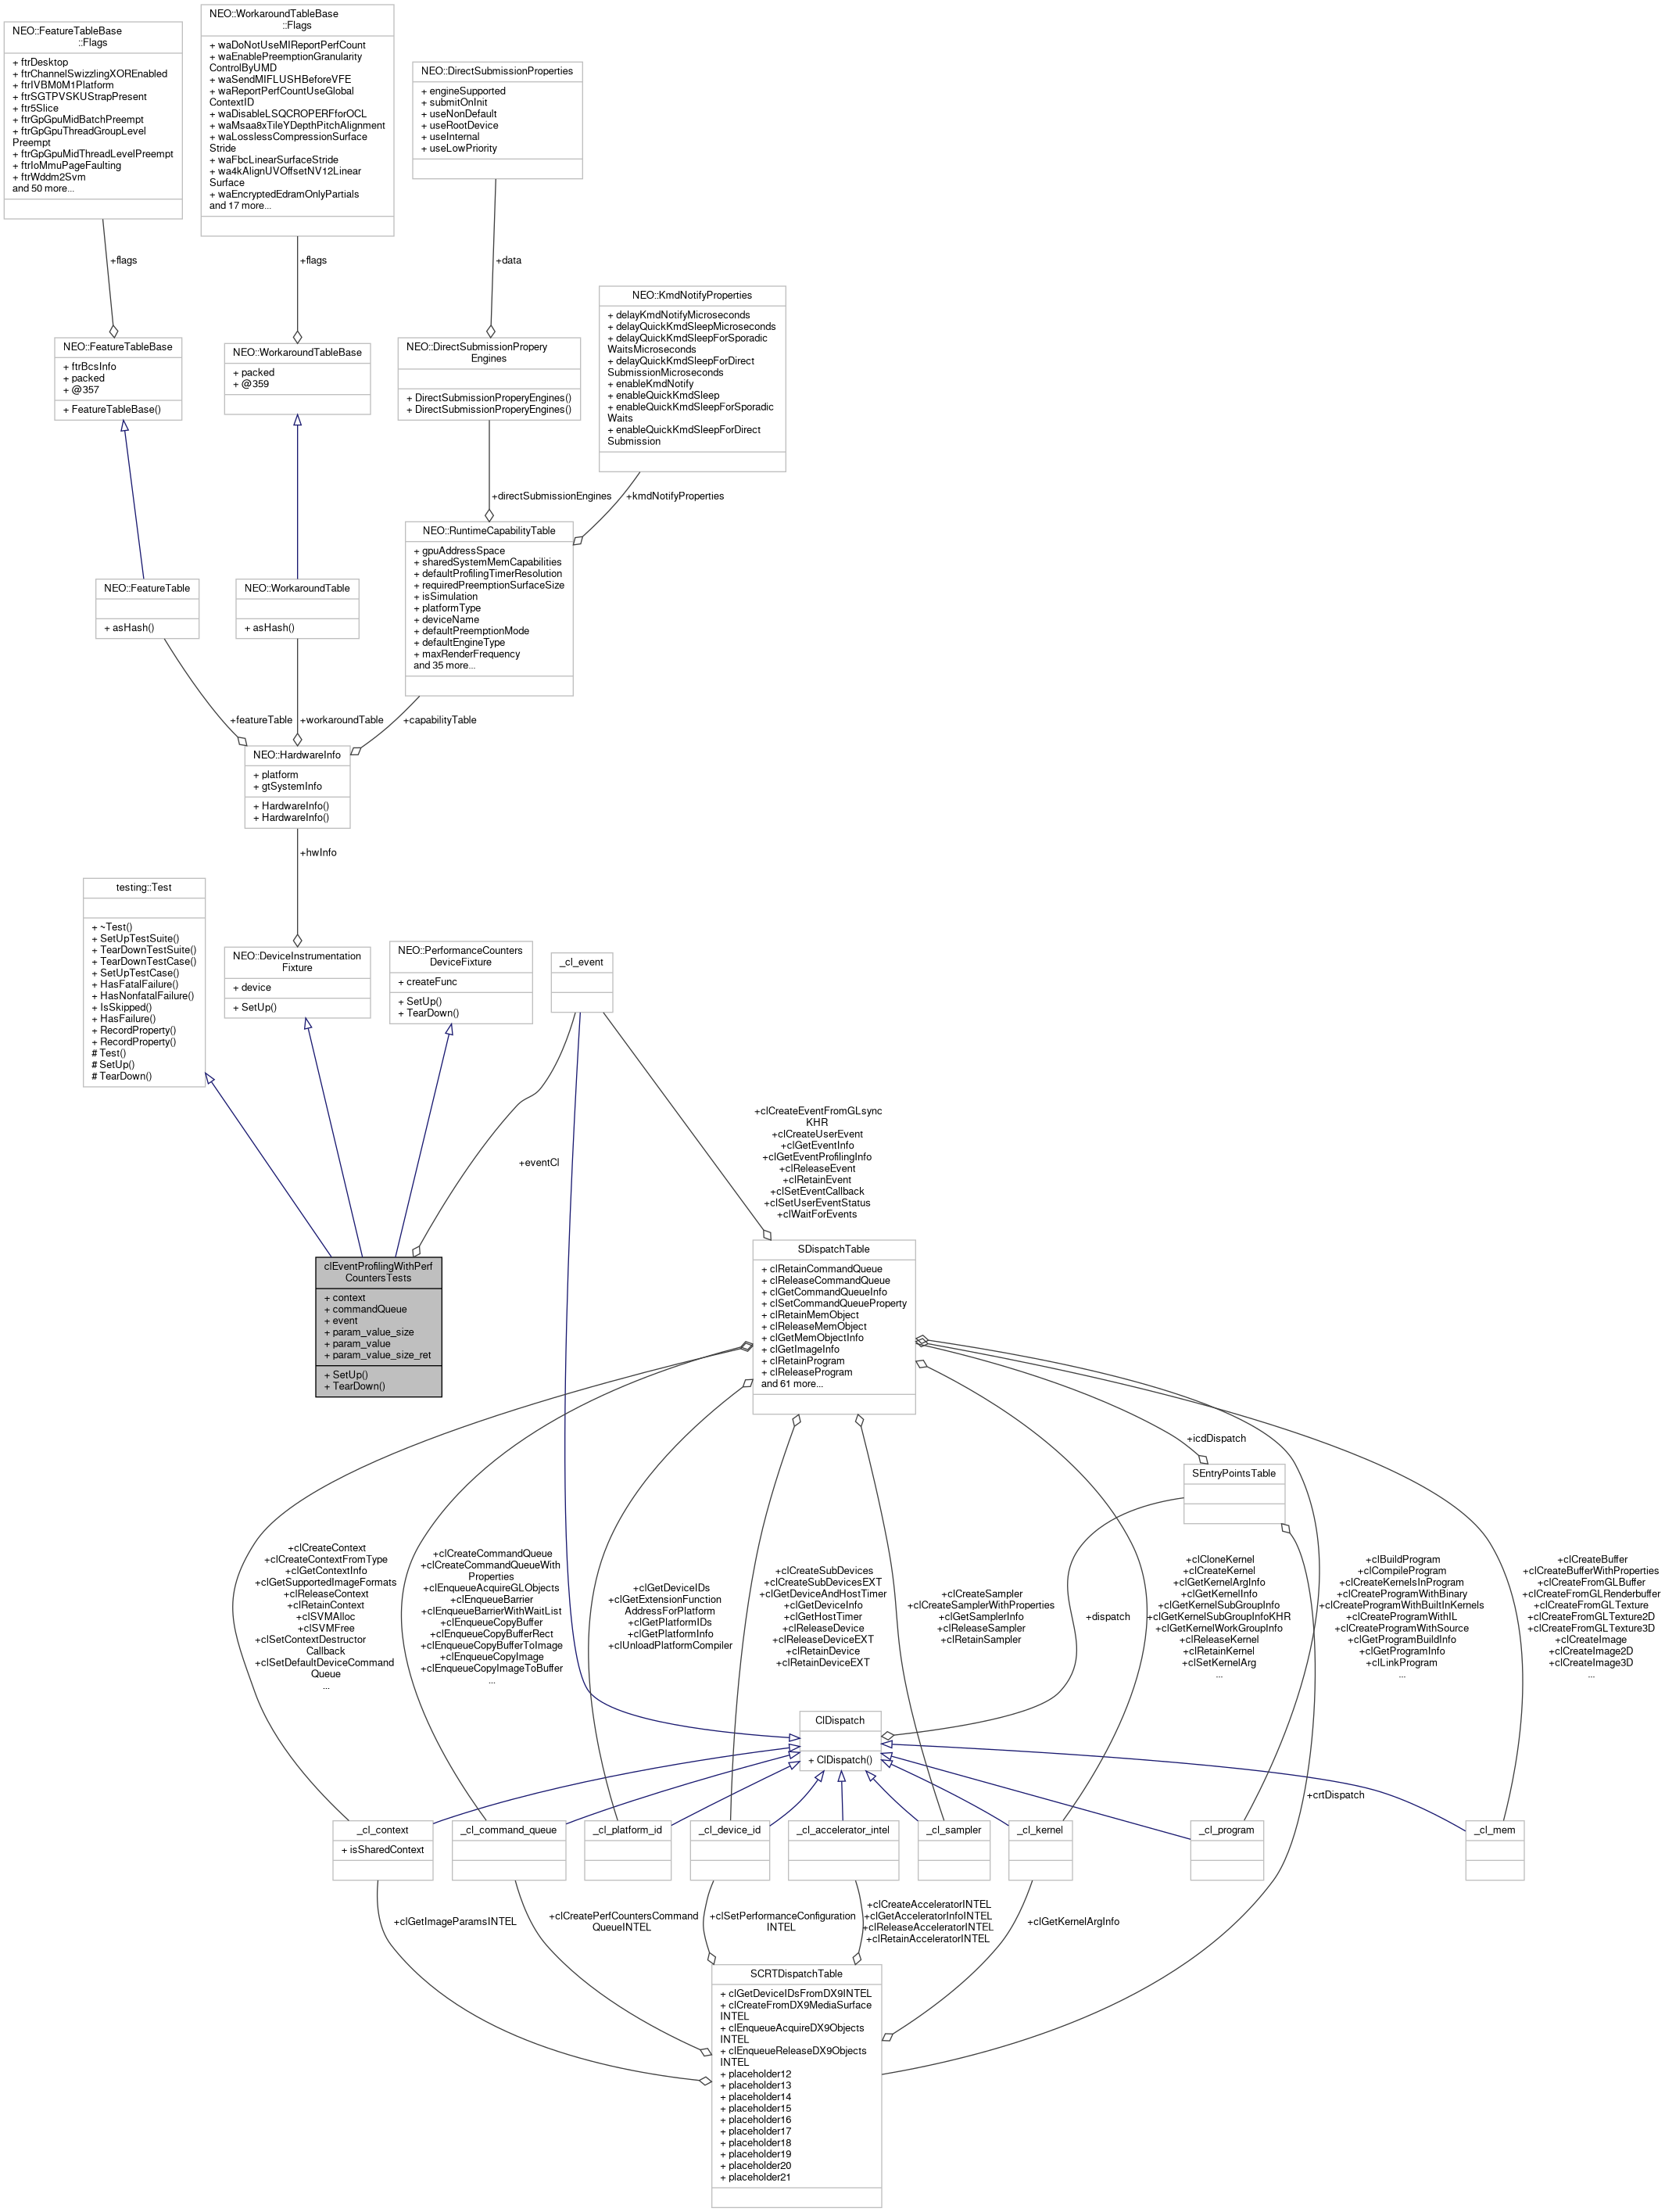 NEO::FeatureTableBase
::Flags
+ ftrDesktop
+ ftrChannelSwizzlingXOREnabled
+ ftrIVBM0M1Platform
+ ftrSGTPVSKUStrapPresent
+ ftr5Slice
+ ftrGpGpuMidBatchPreempt
+ ftrGpGpuThreadGroupLevel
Preempt
+ ftrGpGpuMidThreadLevelPreempt
+ ftrIoMmuPageFaulting
+ ftrWddm2Svm
and 50 more...
NEO::WorkaroundTableBase
::Flags
+ waDoNotUseMIReportPerfCount
+ waEnablePreemptionGranularity
ControlByUMD
+ waSendMIFLUSHBeforeVFE
+ waReportPerfCountUseGlobal
ContextID
+ waDisableLSQCROPERFforOCL
+ waMsaa8xTileYDepthPitchAlignment
+ waLosslessCompressionSurface
Stride
+ waFbcLinearSurfaceStride
+ wa4kAlignUVOffsetNV12Linear
Surface
+ waEncryptedEdramOnlyPartials
and 17 more...
NEO::DirectSubmissionProperties
+ engineSupported
+ submitOnInit
+ useNonDefault
+ useRootDevice
+ useInternal
+ useLowPriority
+flags
+flags
+data
NEO::KmdNotifyProperties
+ delayKmdNotifyMicroseconds
+ delayQuickKmdSleepMicroseconds
+ delayQuickKmdSleepForSporadic
WaitsMicroseconds
+ delayQuickKmdSleepForDirect
SubmissionMicroseconds
+ enableKmdNotify
+ enableQuickKmdSleep
+ enableQuickKmdSleepForSporadic
Waits
+ enableQuickKmdSleepForDirect
Submission
NEO::FeatureTableBase
+ ftrBcsInfo
+ packed
+ @357
+ FeatureTableBase()
NEO::WorkaroundTableBase
+ packed
+ @359
NEO::DirectSubmissionPropery
Engines
+ DirectSubmissionProperyEngines()
+ DirectSubmissionProperyEngines()
+directSubmissionEngines
+kmdNotifyProperties
NEO::FeatureTable
+ asHash()
NEO::WorkaroundTable
+ asHash()
NEO::RuntimeCapabilityTable
+ gpuAddressSpace
+ sharedSystemMemCapabilities
+ defaultProfilingTimerResolution
+ requiredPreemptionSurfaceSize
+ isSimulation
+ platformType
+ deviceName
+ defaultPreemptionMode
+ defaultEngineType
+ maxRenderFrequency
and 35 more...
+featureTable
+workaroundTable
+capabilityTable
NEO::HardwareInfo
+ platform
+ gtSystemInfo
+ HardwareInfo()
+ HardwareInfo()
+hwInfo
testing::Test
+ ~Test()
+ SetUpTestSuite()
+ TearDownTestSuite()
+ TearDownTestCase()
+ SetUpTestCase()
+ HasFatalFailure()
+ HasNonfatalFailure()
+ IsSkipped()
+ HasFailure()
+ RecordProperty()
+ RecordProperty()
# Test()
# SetUp()
# TearDown()
NEO::DeviceInstrumentation
Fixture
+ device
+ SetUp()
NEO::PerformanceCounters
DeviceFixture
+ createFunc
+ SetUp()
+ TearDown()
_cl_event
+eventCl
+clCreateEventFromGLsync
KHR
+clCreateUserEvent
+clGetEventInfo
+clGetEventProfilingInfo
+clReleaseEvent
+clRetainEvent
+clSetEventCallback
+clSetUserEventStatus
+clWaitForEvents
clEventProfilingWithPerf
CountersTests
+ context
+ commandQueue
+ event
+ param_value_size
+ param_value
+ param_value_size_ret
+ SetUp()
+ TearDown()
SDispatchTable
+ clRetainCommandQueue
+ clReleaseCommandQueue
+ clGetCommandQueueInfo
+ clSetCommandQueueProperty
+ clRetainMemObject
+ clReleaseMemObject
+ clGetMemObjectInfo
+ clGetImageInfo
+ clRetainProgram
+ clReleaseProgram
and 61 more...
+icdDispatch
SEntryPointsTable
+clCreateContext
+clCreateContextFromType
+clGetContextInfo
+clGetSupportedImageFormats
+clReleaseContext
+clRetainContext
+clSVMAlloc
+clSVMFree
+clSetContextDestructor
Callback
+clSetDefaultDeviceCommand
Queue
...
+clCreateCommandQueue
+clCreateCommandQueueWith
Properties
+clEnqueueAcquireGLObjects
+clEnqueueBarrier
+clEnqueueBarrierWithWaitList
+clEnqueueCopyBuffer
+clEnqueueCopyBufferRect
+clEnqueueCopyBufferToImage
+clEnqueueCopyImage
+clEnqueueCopyImageToBuffer
...
+clGetDeviceIDs
+clGetExtensionFunction
AddressForPlatform
+clGetPlatformIDs
+clGetPlatformInfo
+clUnloadPlatformCompiler
+clCreateSubDevices
+clCreateSubDevicesEXT
+clGetDeviceAndHostTimer
+clGetDeviceInfo
+clGetHostTimer
+clReleaseDevice
+clReleaseDeviceEXT
+clRetainDevice
+clRetainDeviceEXT
+clCreateSampler
+clCreateSamplerWithProperties
+clGetSamplerInfo
+clReleaseSampler
+clRetainSampler
+dispatch
+clCloneKernel
+clCreateKernel
+clGetKernelArgInfo
+clGetKernelInfo
+clGetKernelSubGroupInfo
+clGetKernelSubGroupInfoKHR
+clGetKernelWorkGroupInfo
+clReleaseKernel
+clRetainKernel
+clSetKernelArg
...
+clBuildProgram
+clCompileProgram
+clCreateKernelsInProgram
+clCreateProgramWithBinary
+clCreateProgramWithBuiltInKernels
+clCreateProgramWithIL
+clCreateProgramWithSource
+clGetProgramBuildInfo
+clGetProgramInfo
+clLinkProgram
...
+clCreateBuffer
+clCreateBufferWithProperties
+clCreateFromGLBuffer
+clCreateFromGLRenderbuffer
+clCreateFromGLTexture
+clCreateFromGLTexture2D
+clCreateFromGLTexture3D
+clCreateImage
+clCreateImage2D
+clCreateImage3D
...
ClDispatch
+ ClDispatch()
+crtDispatch
_cl_context
+ isSharedContext
_cl_command_queue
_cl_platform_id
_cl_device_id
_cl_accelerator_intel
_cl_sampler
_cl_kernel
_cl_program
_cl_mem
+clGetImageParamsINTEL
+clCreatePerfCountersCommand
QueueINTEL
+clSetPerformanceConfiguration
INTEL
+clCreateAcceleratorINTEL
+clGetAcceleratorInfoINTEL
+clReleaseAcceleratorINTEL
+clRetainAcceleratorINTEL
+clGetKernelArgInfo
SCRTDispatchTable
+ clGetDeviceIDsFromDX9INTEL
+ clCreateFromDX9MediaSurface
INTEL
+ clEnqueueAcquireDX9Objects
INTEL
+ clEnqueueReleaseDX9Objects
INTEL
+ placeholder12
+ placeholder13
+ placeholder14
+ placeholder15
+ placeholder16
+ placeholder17
+ placeholder18
+ placeholder19
+ placeholder20
+ placeholder21